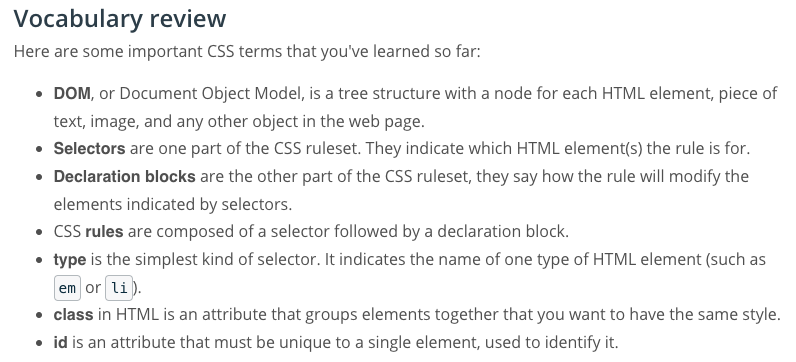 Vocabulary review
Here are some important CSS terms that you've learned so far:
• DOM, or Document Object Model, is a tree structure with a node for each HTML element, piece of
text, image, and any other object in the web page.
• Selectors are one part of the CSS ruleset. They indicate which HTML element(s) the rule is for.
• Declaration blocks are the other part of the CSS ruleset, they say how the rule will modify the
elements indicated by selectors.
• CSS rules are composed of a selector followed by a declaration block.
• type is the simplest kind of selector. It indicates the name of one type of HTML element (such as
em or li).
• class in HTML is an attribute that groups elements together that you want to have the same style.
• id is an attribute that must be unique to a single element, used to identify it.